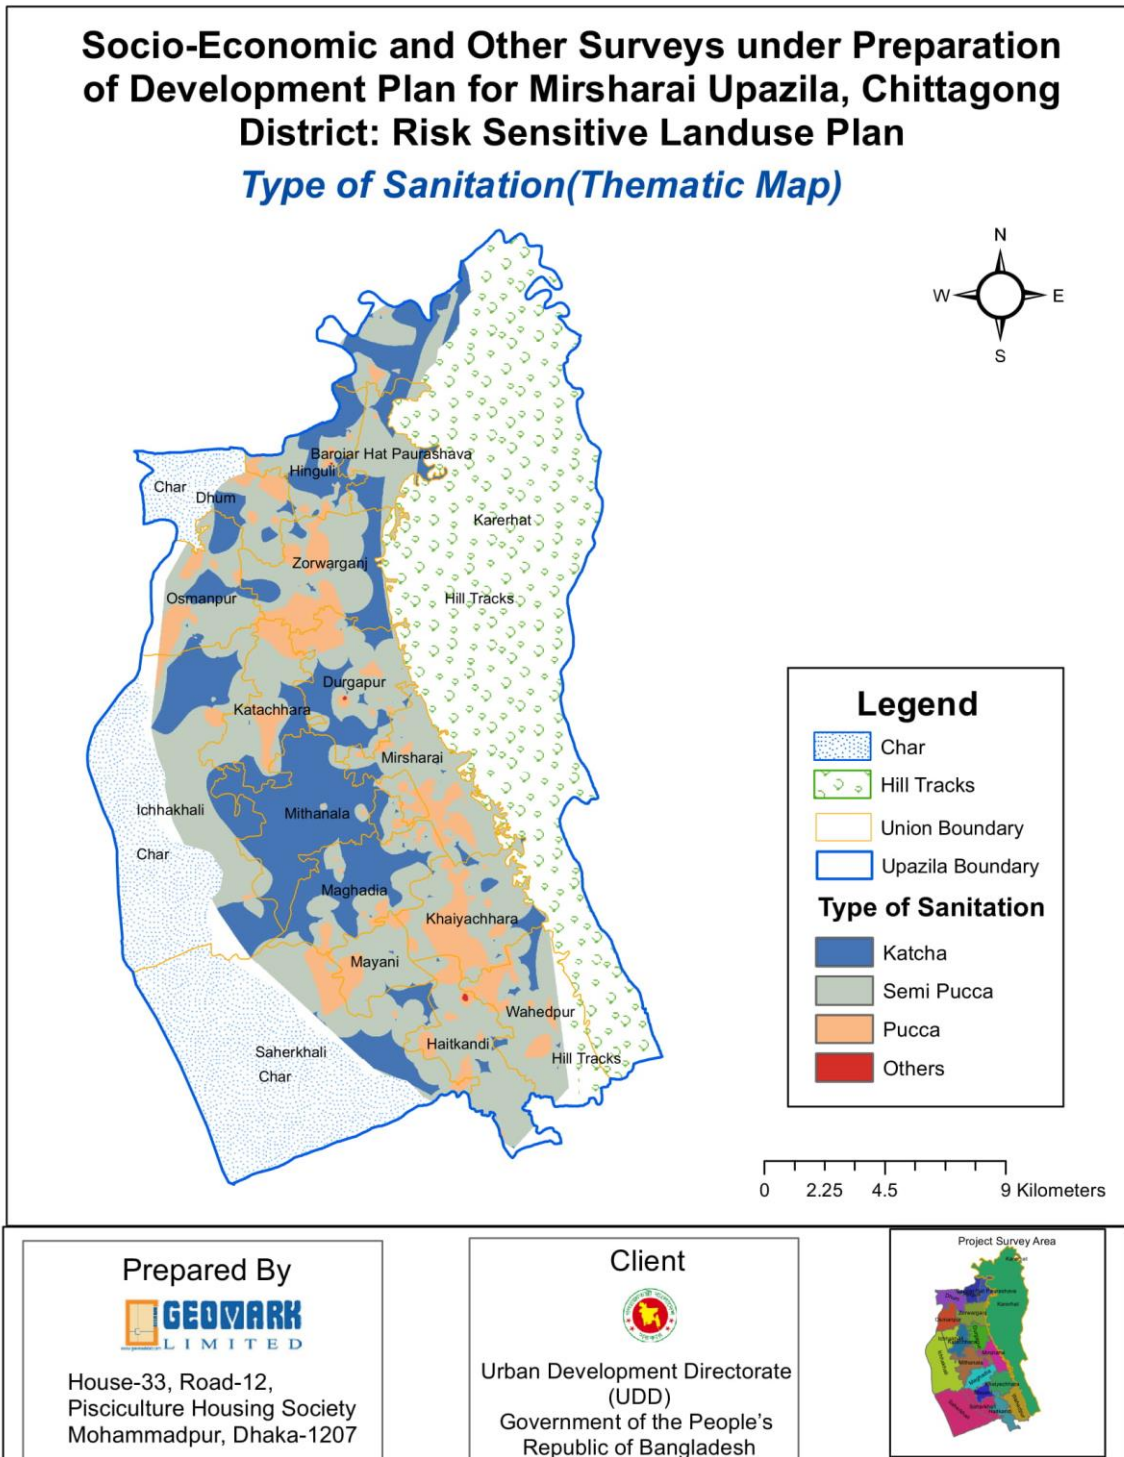 Socio-Economic and Other Surveys under Preparation
of Development Plan for Mirsharai Upazila, Chittagong
District: Risk Sensitive Landuse Plan
Type of Sanitation(Thematic Map)
N
W E
S
Baroiar Hat Paurashava
Hinguli
Char
Dhum
Karerhat
Zorwarganj
Osmanpur
Hill Tracks
Durgapur
Katachhara
Mirsharai
Ichhakhali
Mithanala
Char
Maghadia
Khaiyachhara
Mayani
Wahedpur
Haitkandi
Saherkhali
Hill Tracks
Char
Legend
Char
Hill Tracks
Union Boundary
Upazila Boundary
Type of Sanitation
Katcha
Semi Pucca
Pucca
Others
0 2.25 4.5 9 Kilometers
Prepared By
GEOMARK
LIMITED
House-33, Road-12,
Pisciculture Housing Society
Mohammadpur, Dhaka-1207
Client
Urban Development Directorate
(UDD)
Government of the People's
Republic of Bangladesh
Project Survey Area